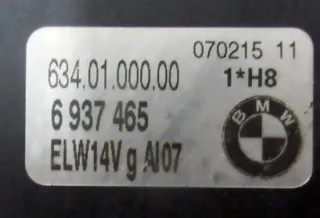 070215 11
634.01.000.00
1*H8
6 937 465
BMW
ELW14V g AI07